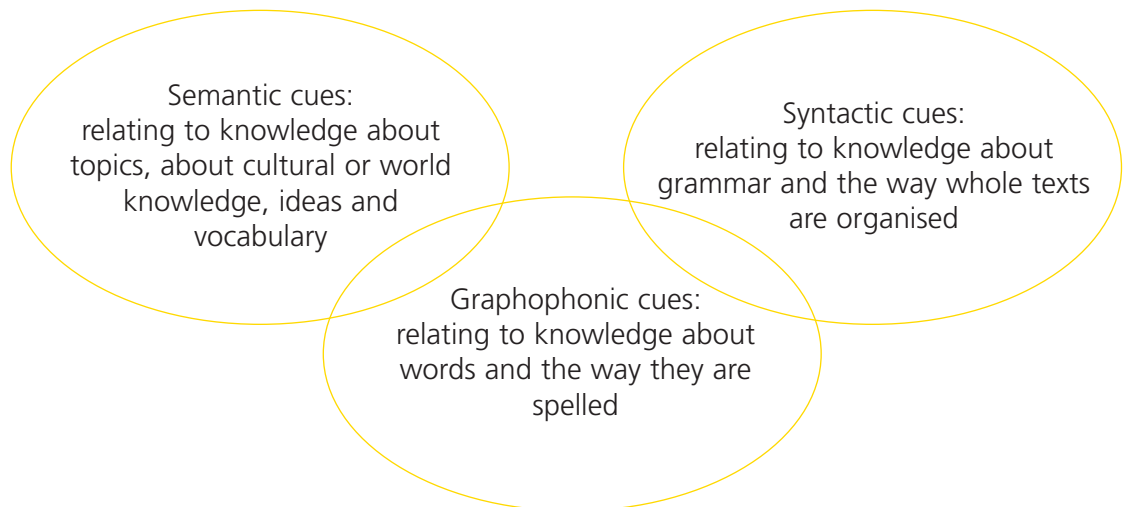 Semantic cues:
relating to knowledge about
topics, about cultural or world
knowledge, ideas and
vocabulary
Syntactic cues:
relating to knowledge about
grammar and the way whole texts
are organised
Graphophonic cues:
relating to knowledge about
words and the way they are
spelled